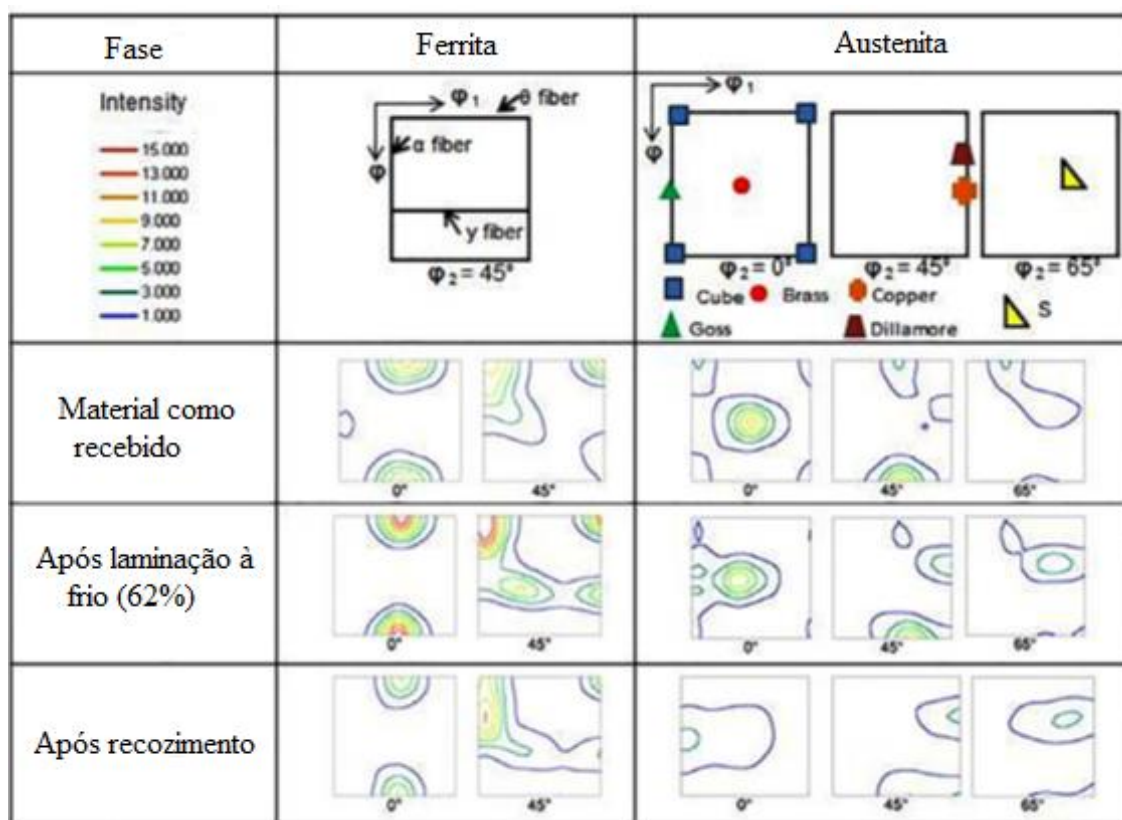 Fase
Ferrita
Austenita
Intensity
15.000
13.000
11.000
9.000
7.000
5.000
3.000
1.000
φ₁
θ fiber
α fiber
φ
y fiber
φ₂ = 45°
φ₁
φ
φ₂ = 0°
φ₂ = 45°
φ₂ = 65°
Cube
Brass
Copper
S
Goss
Dillamore
Material como
recebido
0°
45°
0°
45°
65°
Após laminação à
frio (62%)
0°
45°
0°
45°
65°
Após recozimento
0°
45°
0°
45°
65°